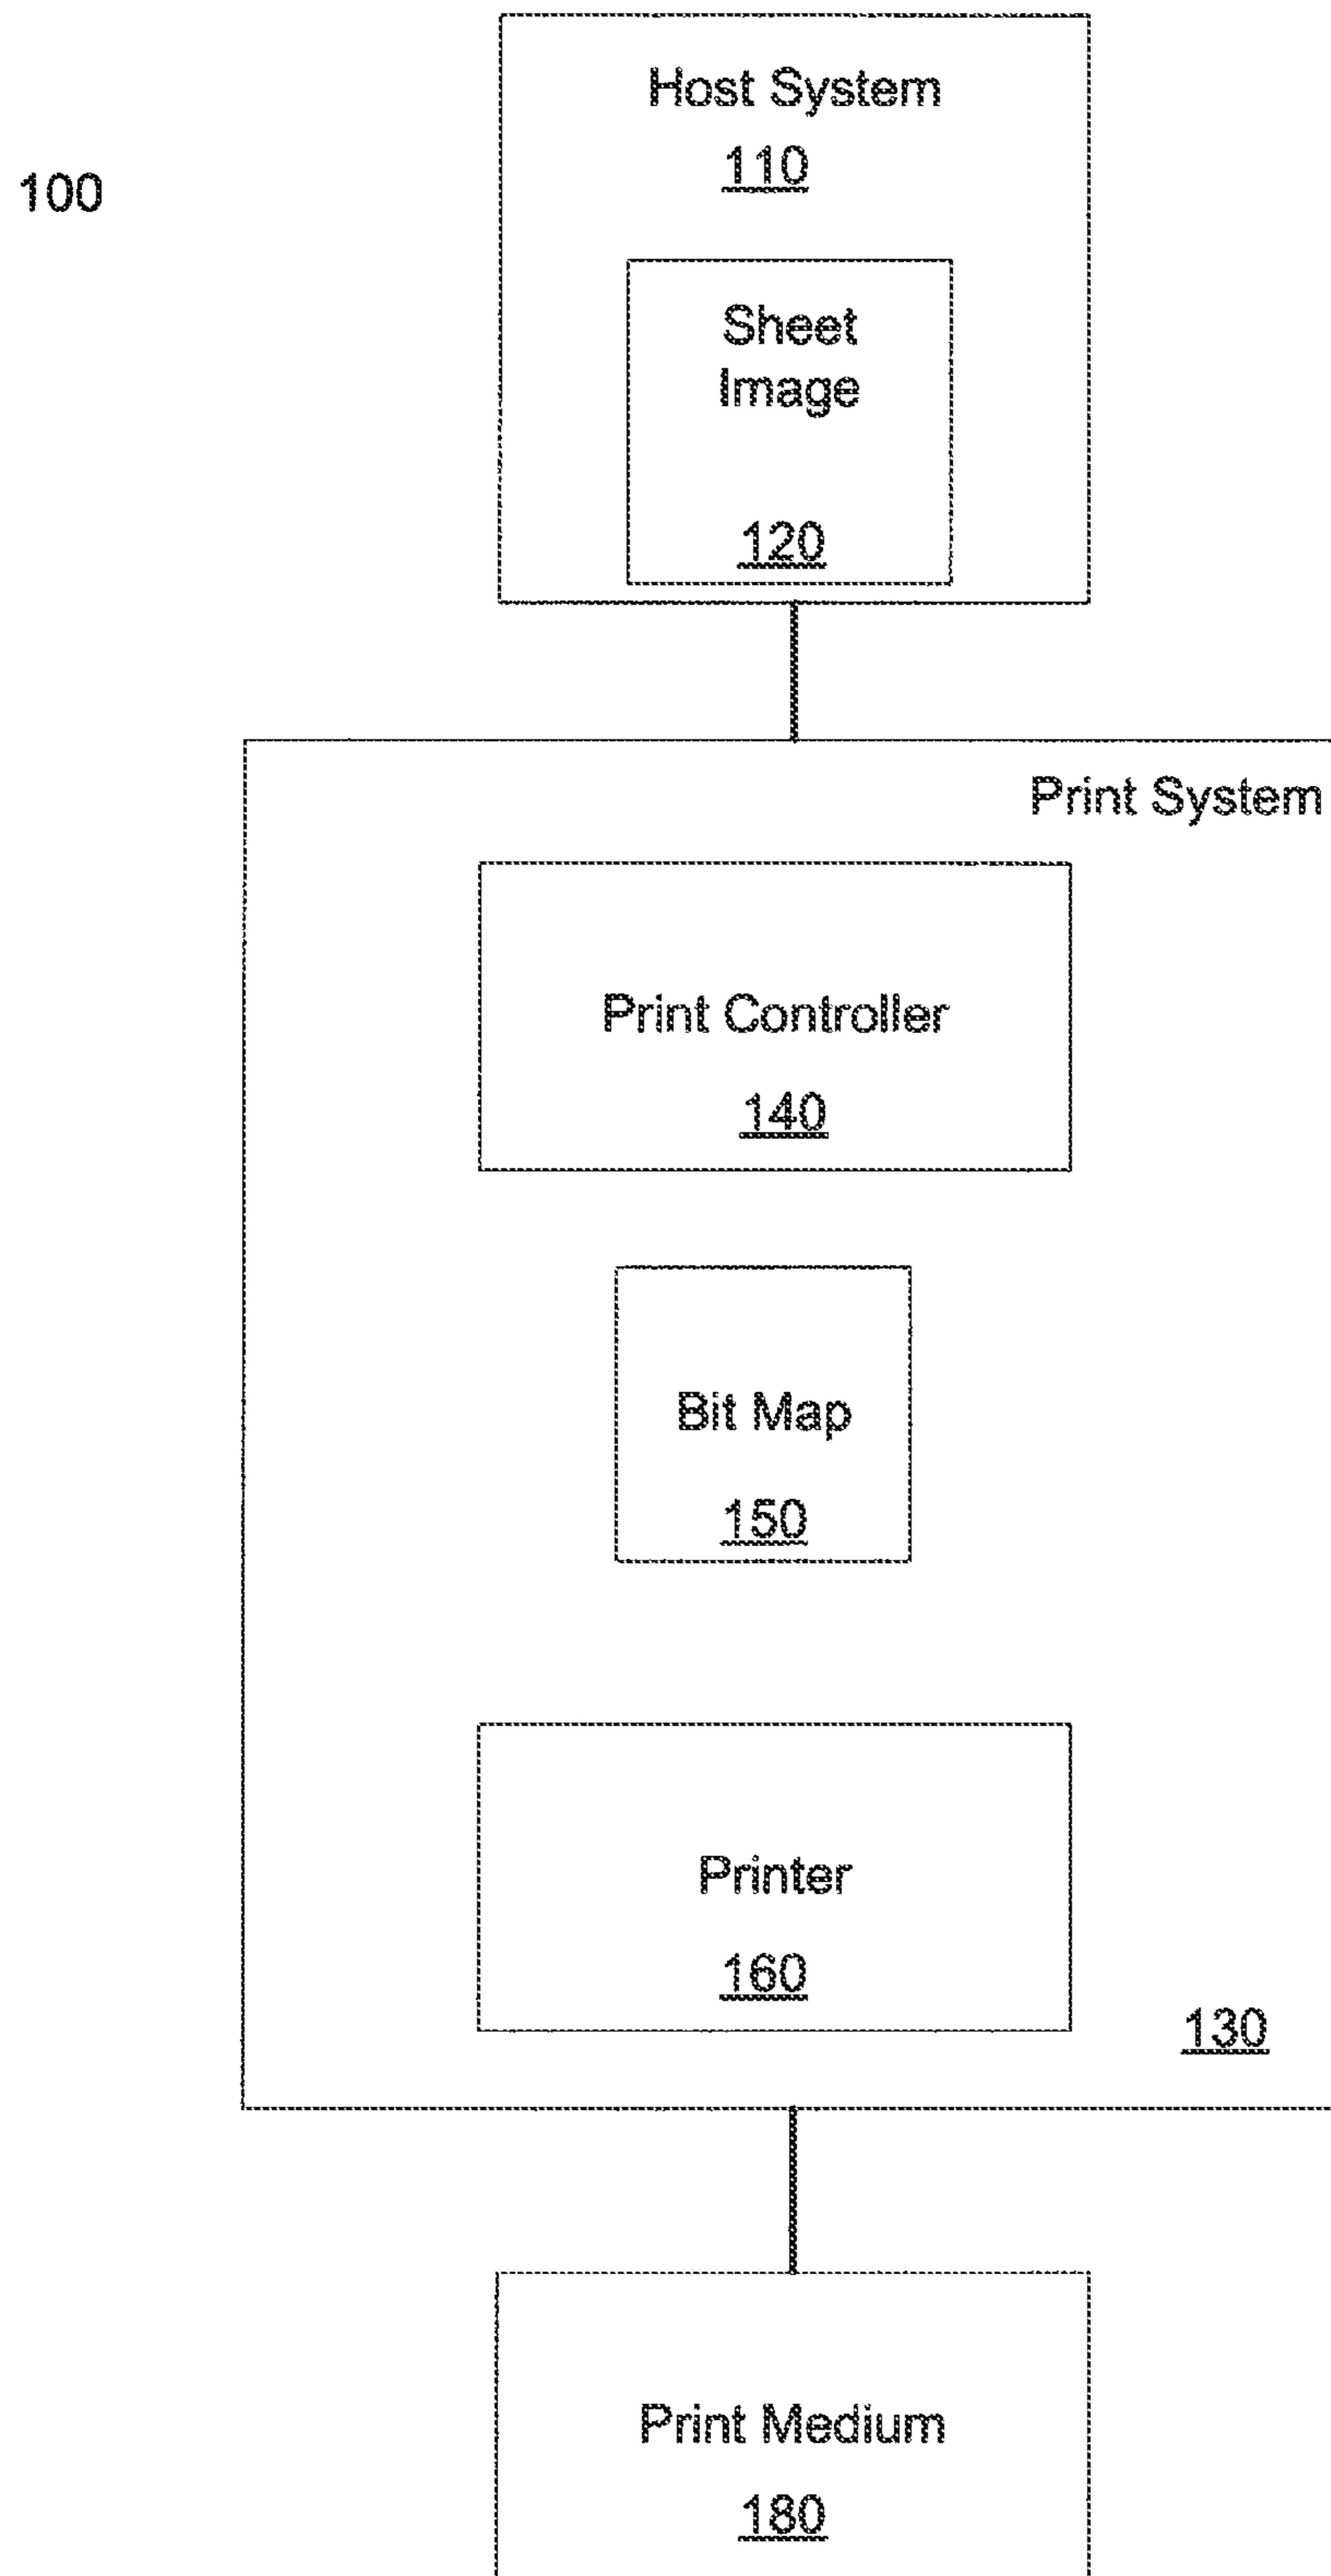 100
Host System
110
Sheet
Image
120
Print System
Print Controller
140
Bit Map
150
Printer
160
130
Print Medium
180